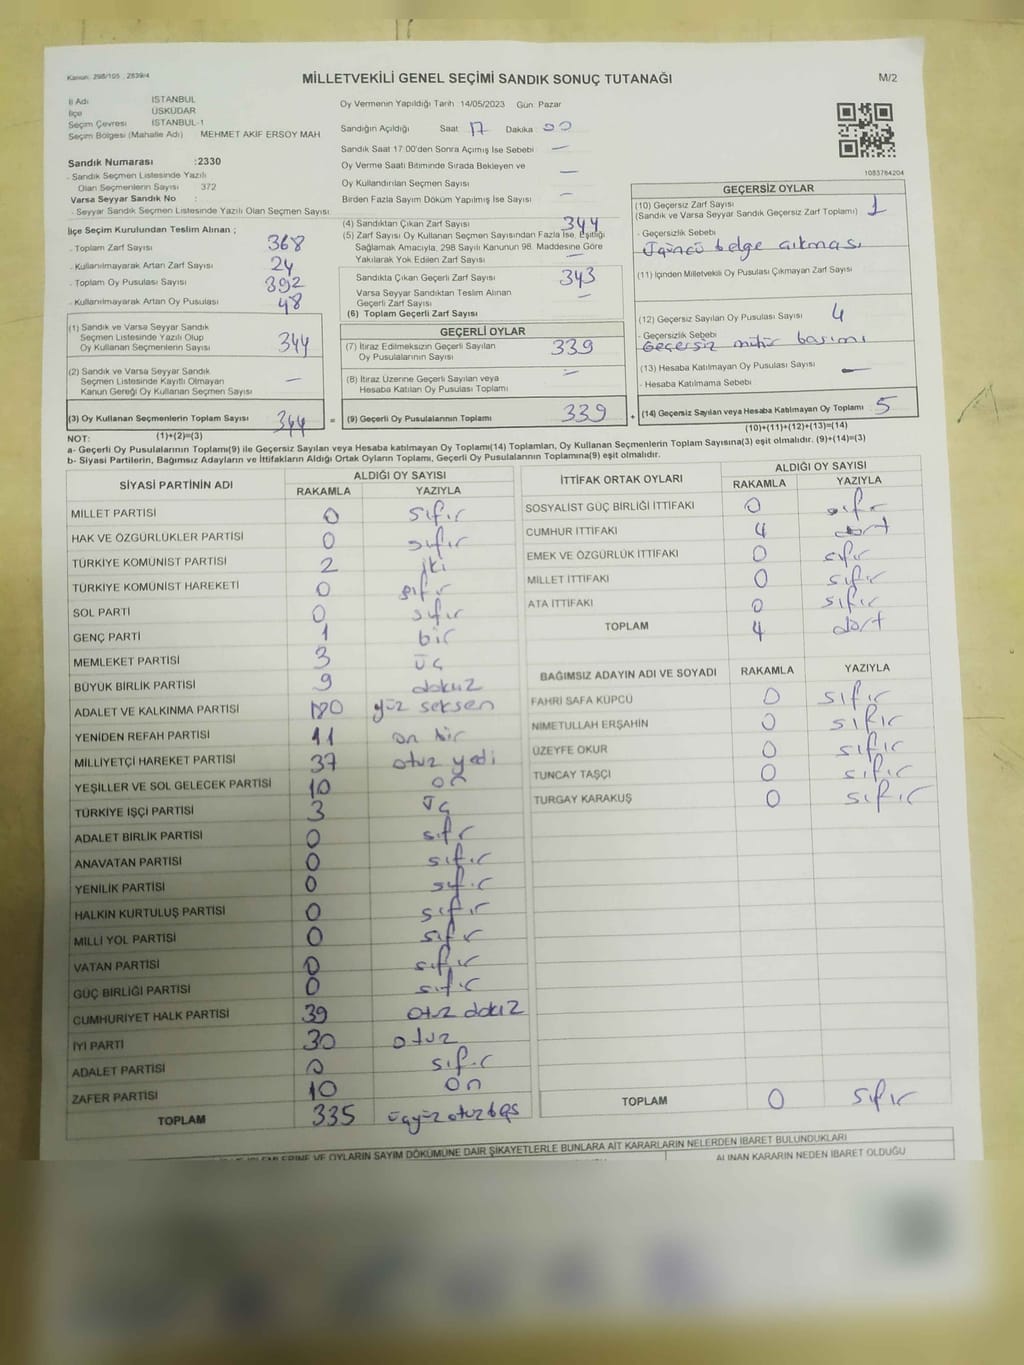 Kanun: 298/105 , 2839/4
MİLLETVEKİLİ GENEL SEÇİMİ SANDIK SONUÇ TUTANAĞI
M/2
İl Adı İSTANBUL
İlçe ÜSKÜDAR
Seçim Çevresi İSTANBUL-1
Seçim Bölgesi (Mahalle Adı) MEHMET AKİF ERSOY MAH
Sandık Numarası :2330
- Sandık Seçmen Listesinde Yazılı
Olan Seçmenlerin Sayısı 372
Varsa Seyyar Sandık No :
- Seyyar Sandık Seçmen Listesinde Yazılı Olan Seçmen Sayısı
İlçe Seçim Kurulundan Teslim Alınan ;
- Toplam Zarf Sayısı 368
- Kullanılmayarak Artan Zarf Sayısı 24
- Toplam Oy Pusulası Sayısı 392
- Kullanılmayarak Artan Oy Pusulası 48
(1) Sandık ve Varsa Seyyar Sandık
Seçmen Listesinde Yazılı Olup
Oy Kullanan Seçmenlerin Sayısı 344
(2) Sandık ve Varsa Seyyar Sandık
Seçmen Listesinde Kayıtlı Olmayan
Kanun Gereği Oy Kullanan Seçmen Sayısı —
(3) Oy Kullanan Seçmenlerin Toplam Sayısı 344
(1)+(2)=(3)
Oy Vermenin Yapıldığı Tarih :14/05/2023 Gün: Pazar
Sandığın Açıldığı Saat 17 Dakika 00
Sandık Saat 17:00'den Sonra Açımış İse Sebebi —
Oy Verme Saati Bitiminde Sırada Bekleyen ve —
Oy Kullandırılan Seçmen Sayısı
Birden Fazla Sayım Döküm Yapılmış İse Sayısı —
(4) Sandıktan Çıkan Zarf Sayısı 344
(5) Zarf Sayısı Oy Kullanan Seçmen Sayısından Fazla İse, Eşitliği
Sağlamak Amacıyla, 298 Sayılı Kanunun 98. Maddesine Göre
Yakılarak Yok Edilen Zarf Sayısı —
Sandıkta Çıkan Geçerli Zarf Sayısı 343
Varsa Seyyar Sandıktan Teslim Alınan
Geçerli Zarf Sayısı —
(6) Toplam Geçerli Zarf Sayısı
GEÇERLİ OYLAR
(7) İtiraz Edilmeksizin Geçerli Sayılan
Oy Pusulalarının Sayısı 339
(8) İtiraz Üzerine Geçerli Sayılan veya
Hesaba Katılan Oy Pusulası Toplamı —
= (9) Geçerli Oy Pusulalarının Toplamı 339 +
1083784204
GEÇERSİZ OYLAR
(10) Geçersiz Zarf Sayısı
(Sandık ve Varsa Seyyar Sandık Geçersiz Zarf Toplamı) 1
- Geçersizlik Sebebi
Üçüncü belge çıkması
(11) İçinden Milletvekili Oy Pusulası Çıkmayan Zarf Sayısı
(12) Geçersiz Sayılan Oy Pusulası Sayısı 4
- Geçersizlik Sebebi
Geçersiz mühür basımı
(13) Hesaba Katılmayan Oy Pusulası Sayısı —
- Hesaba Katılmama Sebebi
(14) Geçersiz Sayılan veya Hesaba Katılmayan Oy Toplamı 5
(10)+(11)+(12)+(13)=(14)
NOT:
a- Geçerli Oy Pusulalarının Toplamı(9) ile Geçersiz Sayılan veya Hesaba katılmayan Oy Toplamı(14) Toplamları, Oy Kullanan Seçmenlerin Toplam Sayısına(3) eşit olmalıdır. (9)+(14)=(3)
b- Siyasi Partilerin, Bağımsız Adayların ve İttifakların Aldığı Ortak Oyların Toplamı, Geçerli Oy Pusulalarının Toplamına(9) eşit olmalıdır.
SİYASİ PARTİNİN ADI ALDIĞI OY SAYISI
RAKAMLA YAZIYLA
MİLLET PARTİSİ 0 sıfır
HAK VE ÖZGÜRLÜKLER PARTİSİ 0 sıfır
TÜRKİYE KOMÜNİST PARTİSİ 2 iki
TÜRKİYE KOMÜNİST HAREKETİ 0 sıfır
SOL PARTİ 0 sıfır
GENÇ PARTİ 1 bir
MEMLEKET PARTİSİ 3 üç
BÜYÜK BİRLİK PARTİSİ 9 dokuz
ADALET VE KALKINMA PARTİSİ 180 yüz seksen
YENİDEN REFAH PARTİSİ 11 on bir
MİLLİYETÇİ HAREKET PARTİSİ 37 otuz yedi
YEŞİLLER VE SOL GELECEK PARTİSİ 10 on
TÜRKİYE İŞÇİ PARTİSİ 3 üç
ADALET BİRLİK PARTİSİ 0 sıfır
ANAVATAN PARTİSİ 0 sıfır
YENİLİK PARTİSİ 0 sıfır
HALKIN KURTULUŞ PARTİSİ 0 sıfır
MİLLİ YOL PARTİSİ 0 sıfır
VATAN PARTİSİ 0 sıfır
GÜÇ BİRLİĞİ PARTİSİ 0 sıfır
CUMHURİYET HALK PARTİSİ 39 otuz dokuz
İYİ PARTİ 30 otuz
ADALET PARTİSİ 0 sıfır
ZAFER PARTİSİ 10 on
TOPLAM 335 üçyüz otuz beş
İTTİFAK ORTAK OYLARI ALDIĞI OY SAYISI
RAKAMLA YAZIYLA
SOSYALİST GÜÇ BİRLİĞİ İTTİFAKI 0 sıfır
CUMHUR İTTİFAKI 4 dört
EMEK VE ÖZGÜRLÜK İTTİFAKI 0 sıfır
MİLLET İTTİFAKI 0 sıfır
ATA İTTİFAKI 0 sıfır
TOPLAM 4 dört
BAĞIMSIZ ADAYIN ADI VE SOYADI RAKAMLA YAZIYLA
FAHRİ SAFA KÜPCÜ 0 sıfır
NİMETULLAH ERŞAHİN 0 sıfır
ÜZEYFE OKUR 0 sıfır
TUNCAY TAŞÇI 0 sıfır
TURGAY KARAKUŞ 0 sıfır
TOPLAM 0 sıfır
VE OYLARIN SAYIM DÖKÜMÜNE DAİR ŞİKAYETLERLE BUNLARA AİT KARARLARIN NELERDEN İBARET BULUNDUKLARI
ALINAN KARARIN NEDEN İBARET OLDUĞU